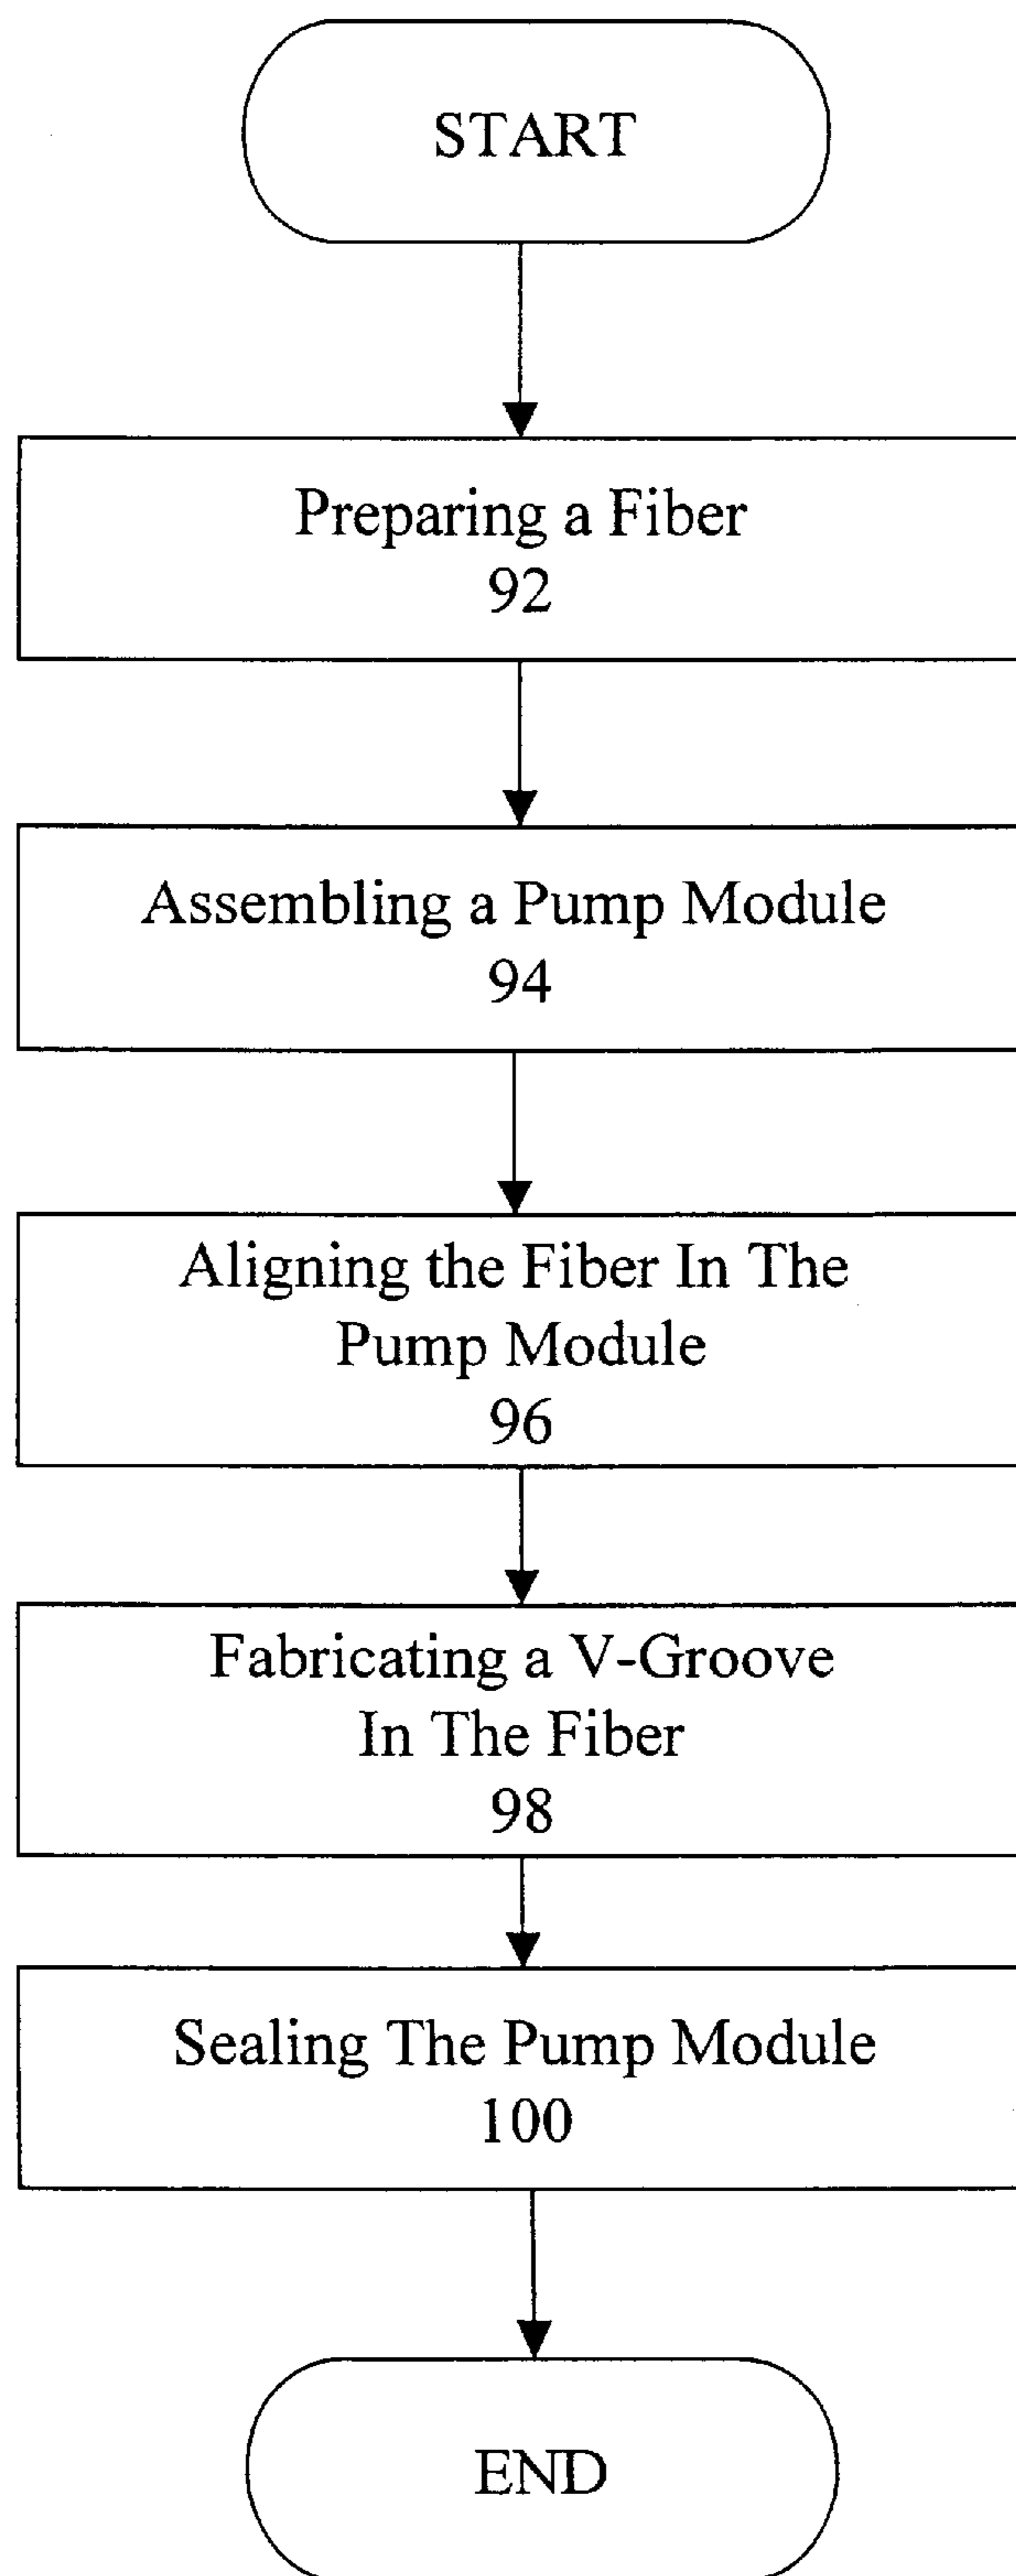 START
Preparing a Fiber
92
Assembling a Pump Module
94
Aligning the Fiber In The
Pump Module
96
Fabricating a V-Groove
In The Fiber
98
Sealing The Pump Module
100
END